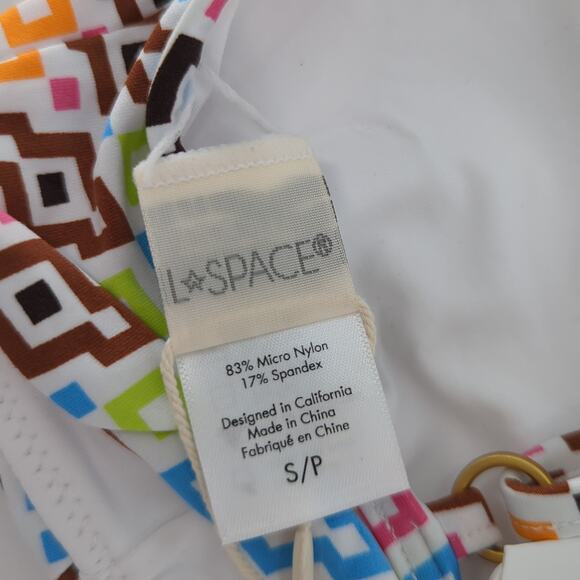 L☆SPACE®
83% Micro Nylon
17% Spandex
Designed in California
Made in China
Fabriqué en Chine
S/P